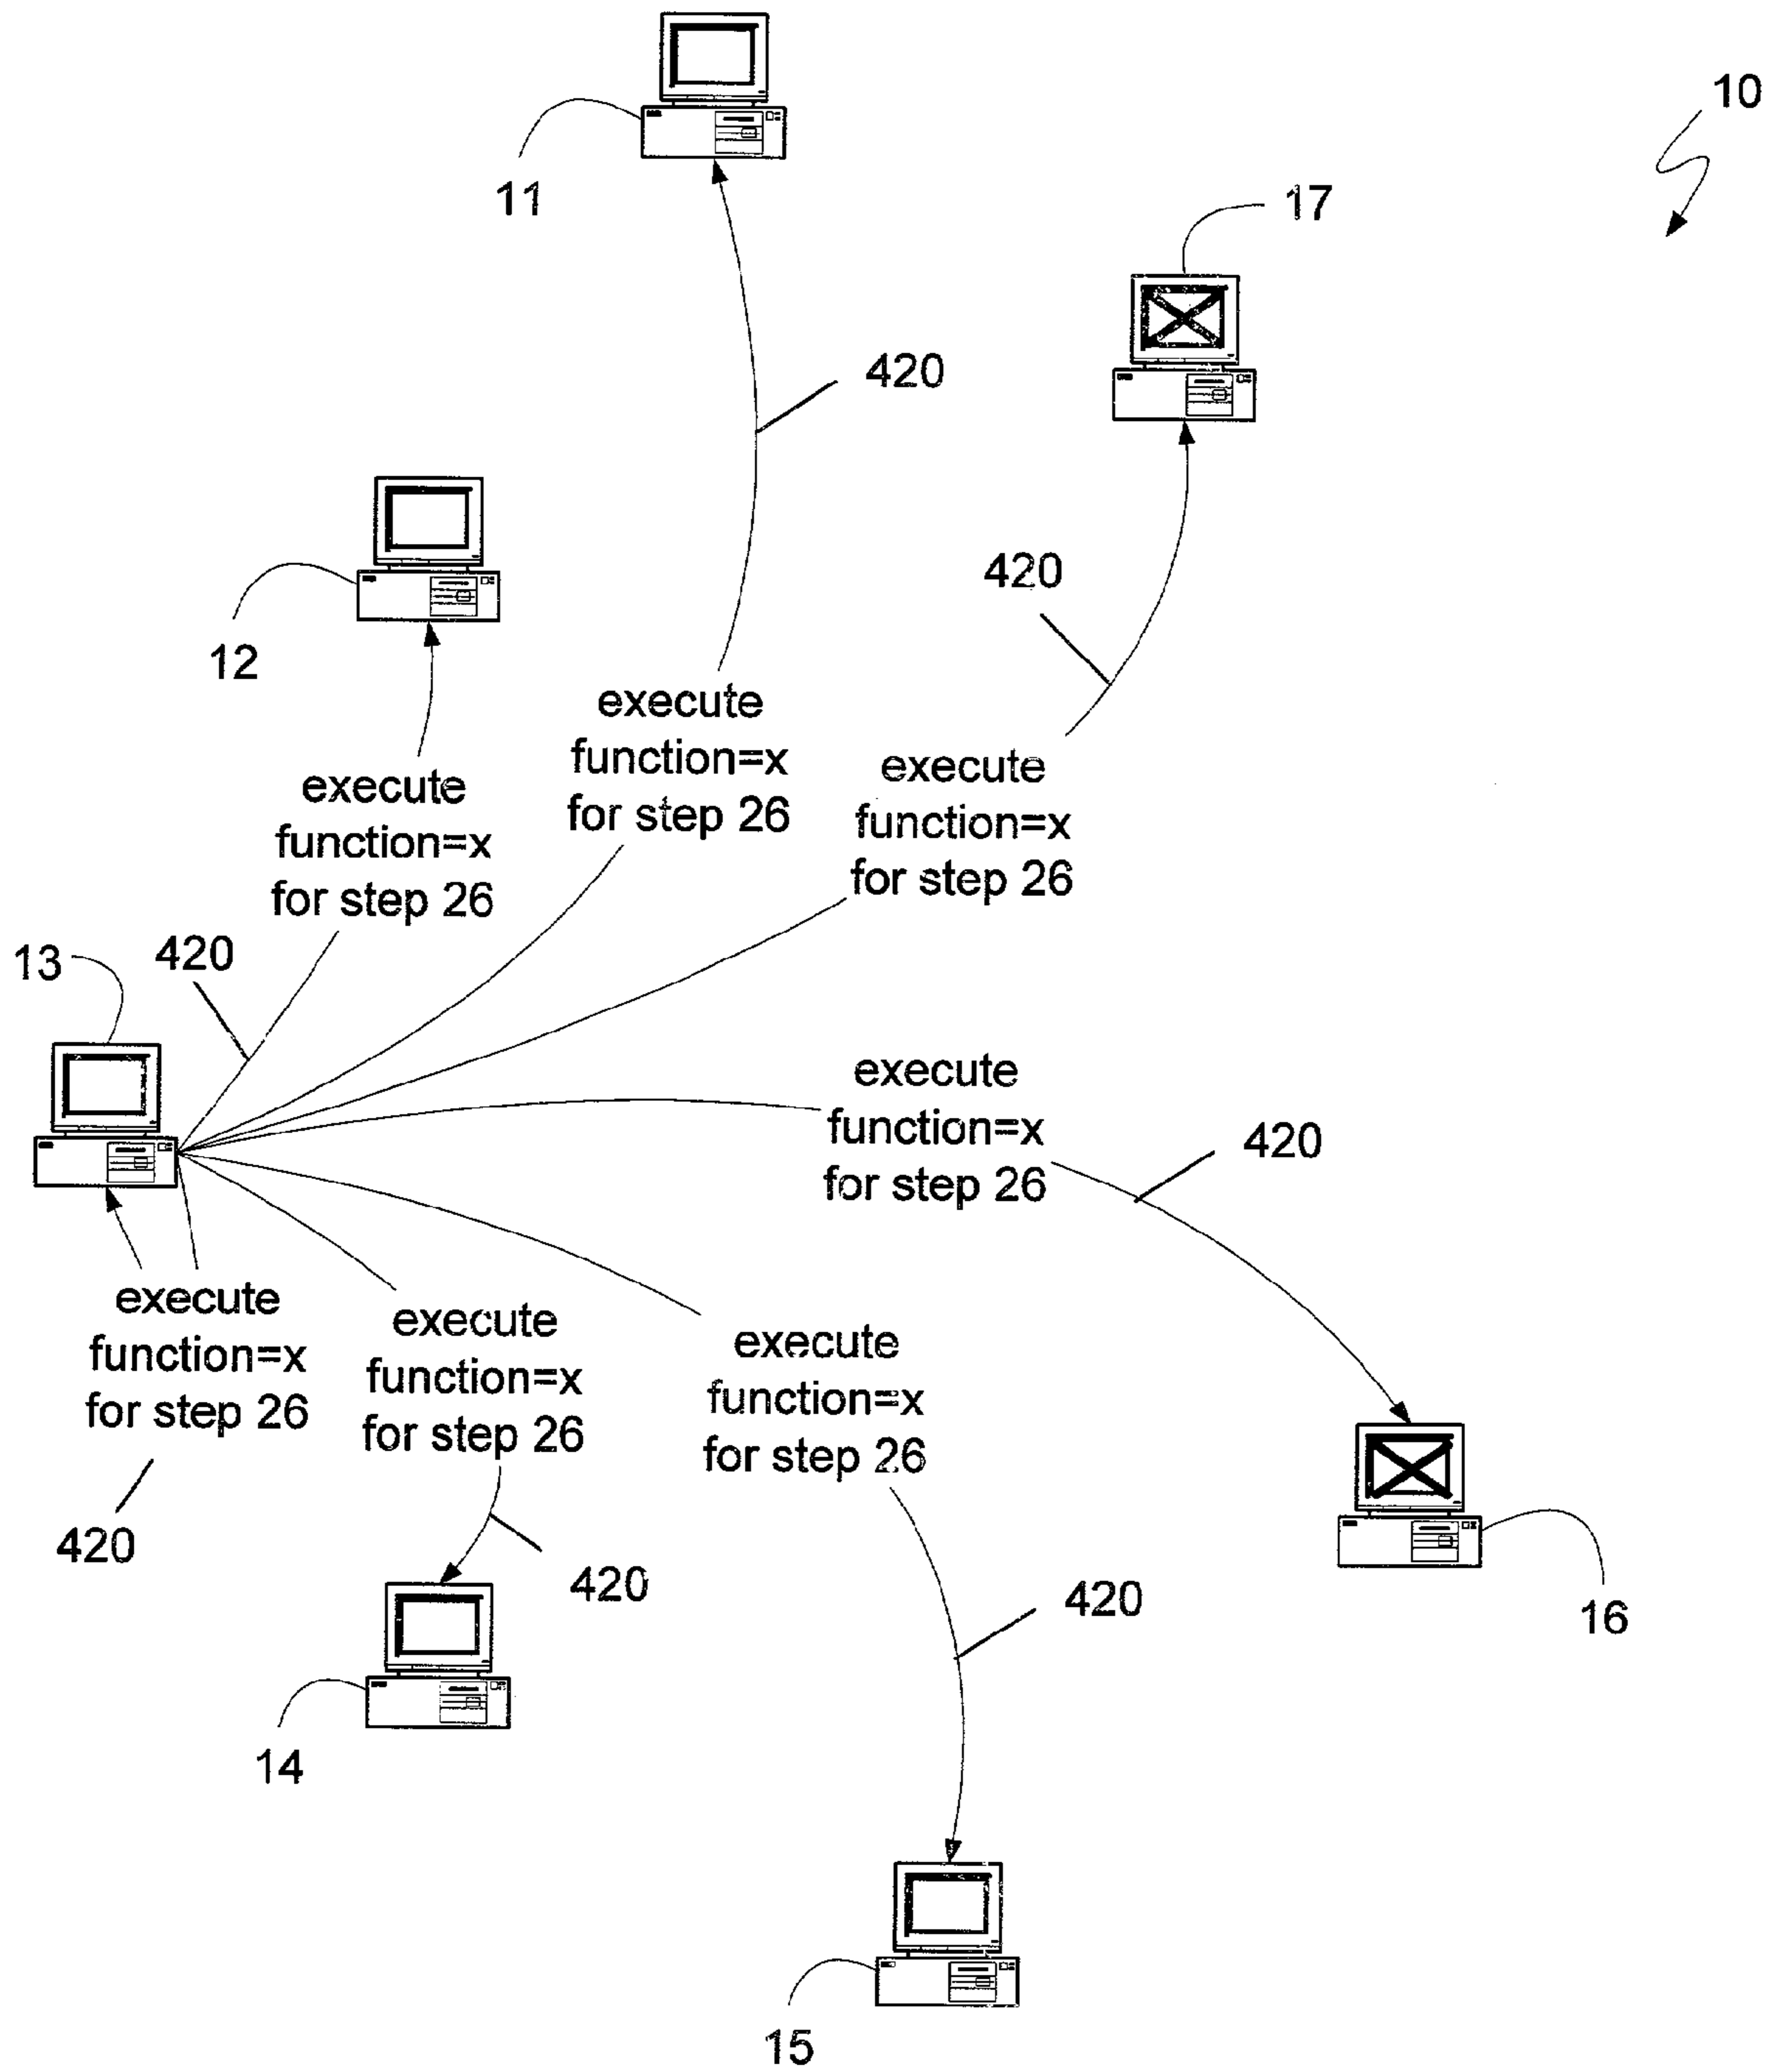 10
11
17
420
420
12
execute
function=x
for step 26
execute
function=x
for step 26
execute
function=x
for step 26
13
420
execute
function=x
for step 26
420
execute
function=x
for step 26
420
execute
function=x
for step 26
420
execute
function=x
for step 26
420
16
14
15